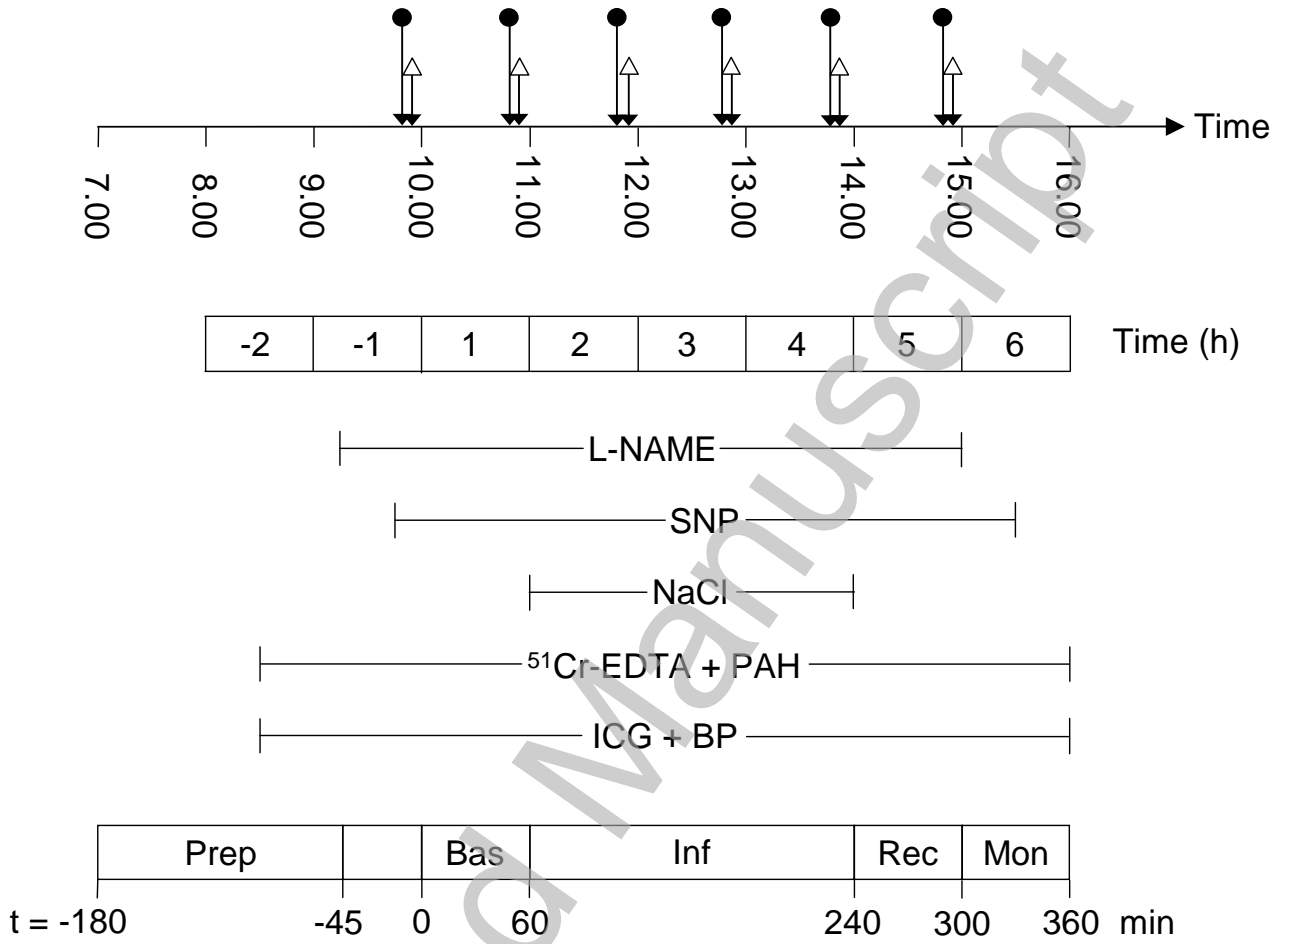 Time
7.00 8.00 9.00 10.00 11.00 12.00 13.00 14.00 15.00 16.00
-2 -1 1 2 3 4 5 6 Time (h)
L-NAME
SNP
NaCl
51Cr-EDTA + PAH
ICG + BP
Prep Bas Inf Rec Mon
t = -180 -45 0 60 240 300 360 min
d Manuscript